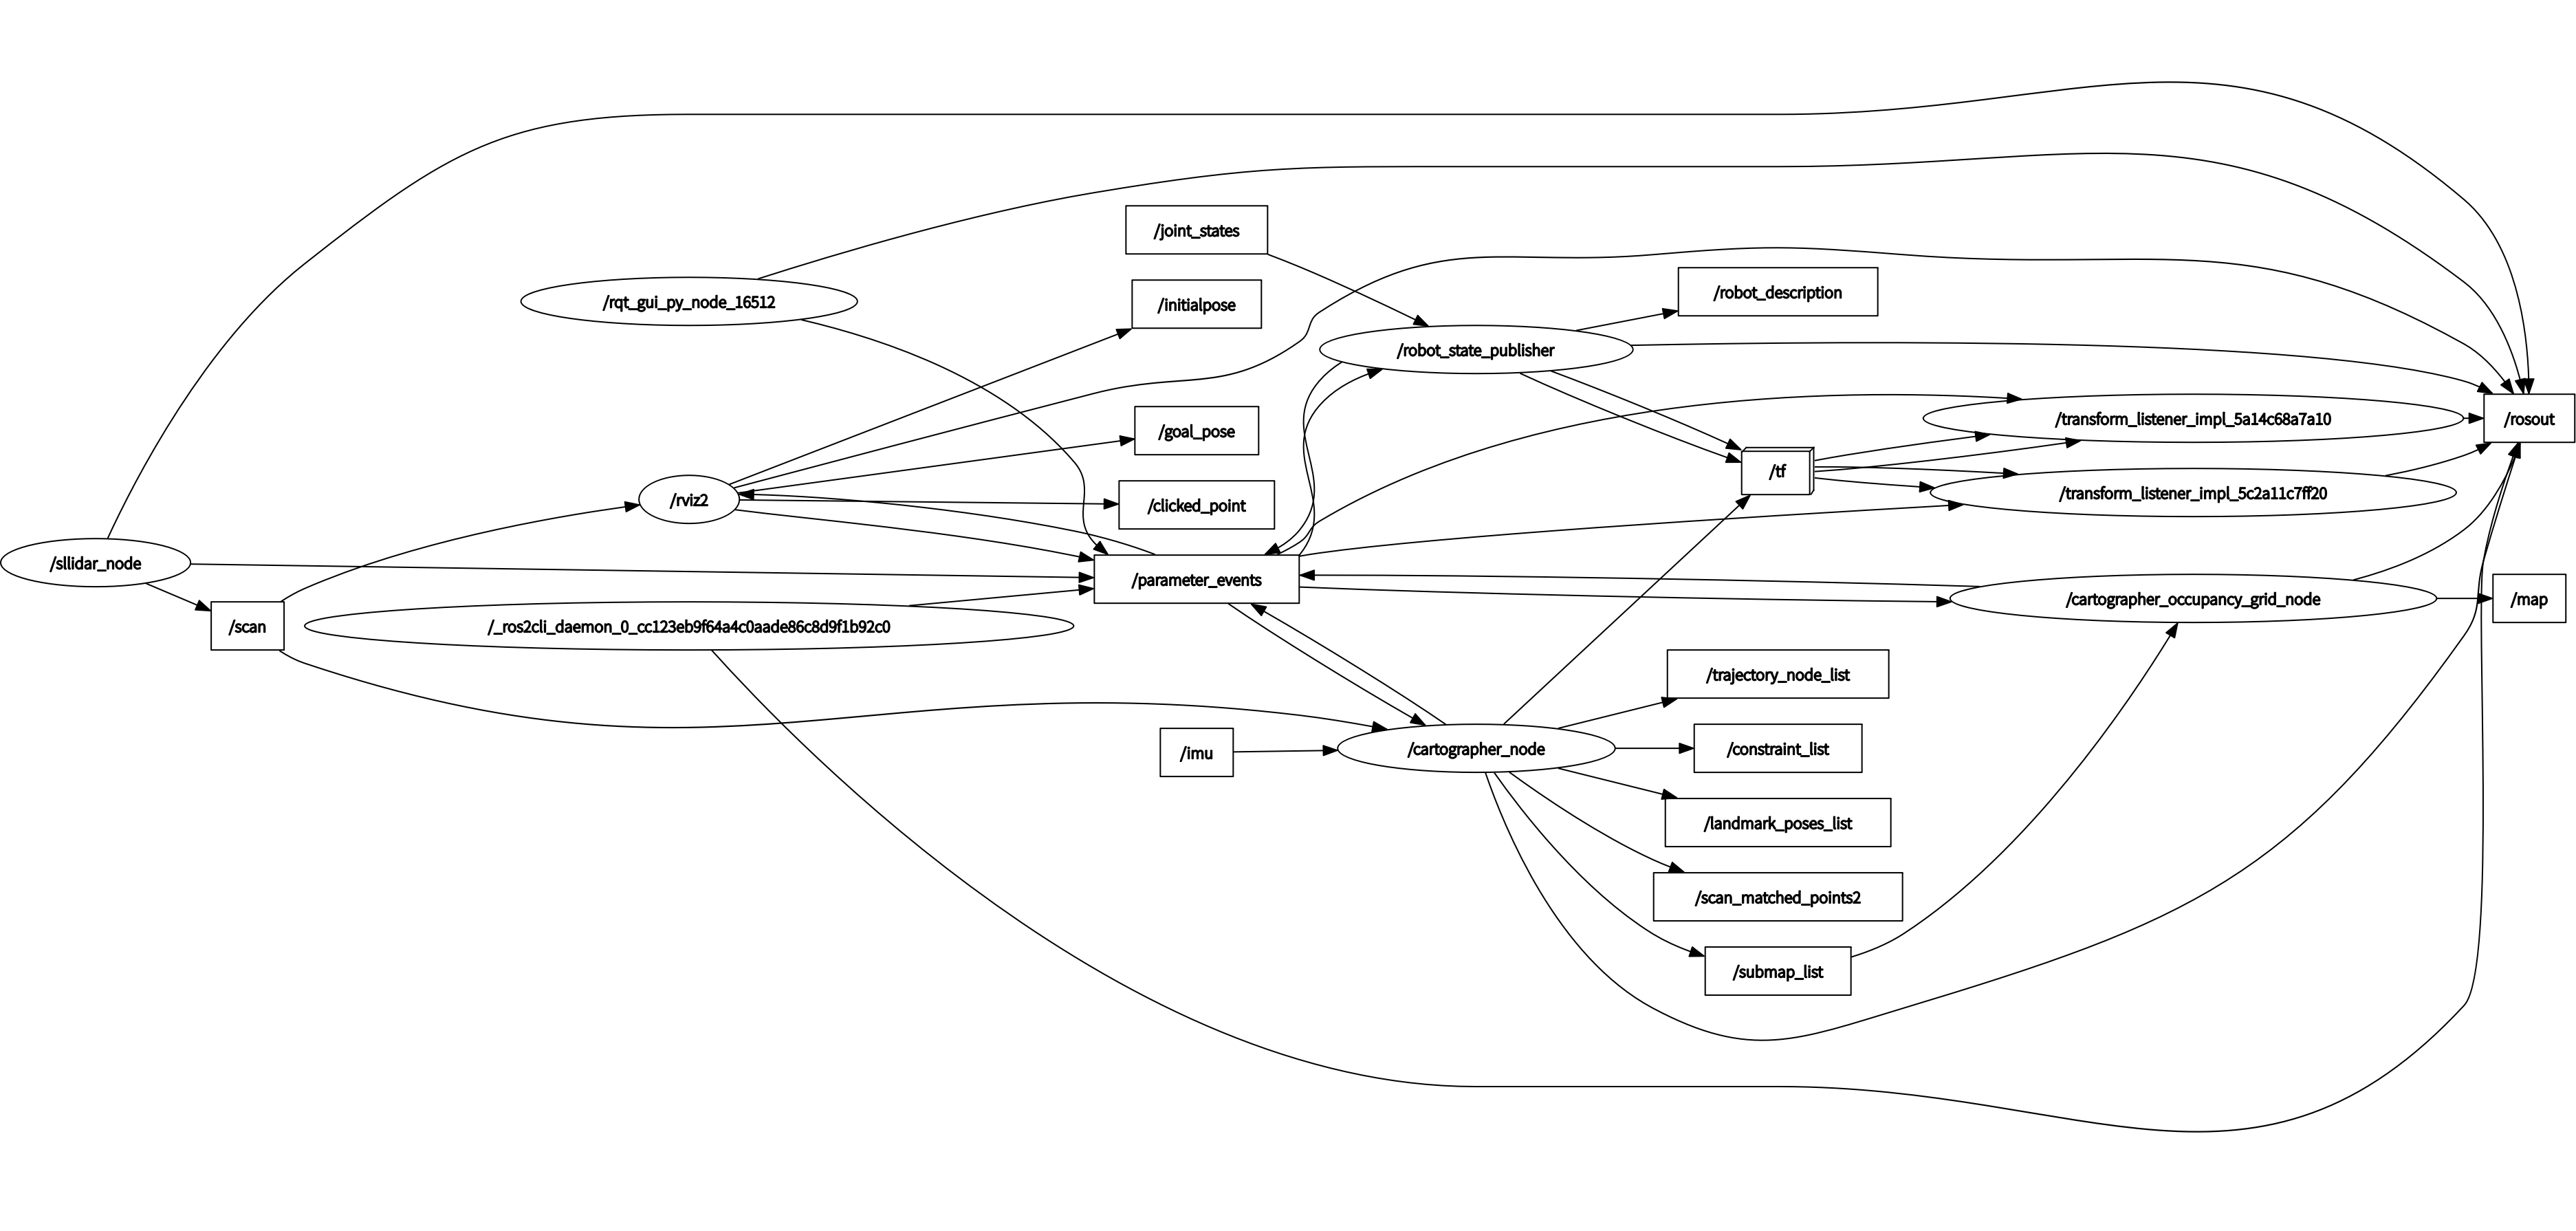 /joint_states
/robot_description
/initialpose
/rqt_gui_py_node_16512
/robot_state_publisher
/transform_listener_impl_5a14c68a7a10
/rosout
/goal_pose
/tf
/transform_listener_impl_5c2a11c7ff20
/rviz2
/clicked_point
/sllidar_node
/parameter_events
/cartographer_occupancy_grid_node
/map
/scan
/_ros2cli_daemon_0_cc123eb9f64a4c0aade86c8d9f1b92c0
/trajectory_node_list
/imu
/cartographer_node
/constraint_list
/landmark_poses_list
/scan_matched_points2
/submap_list